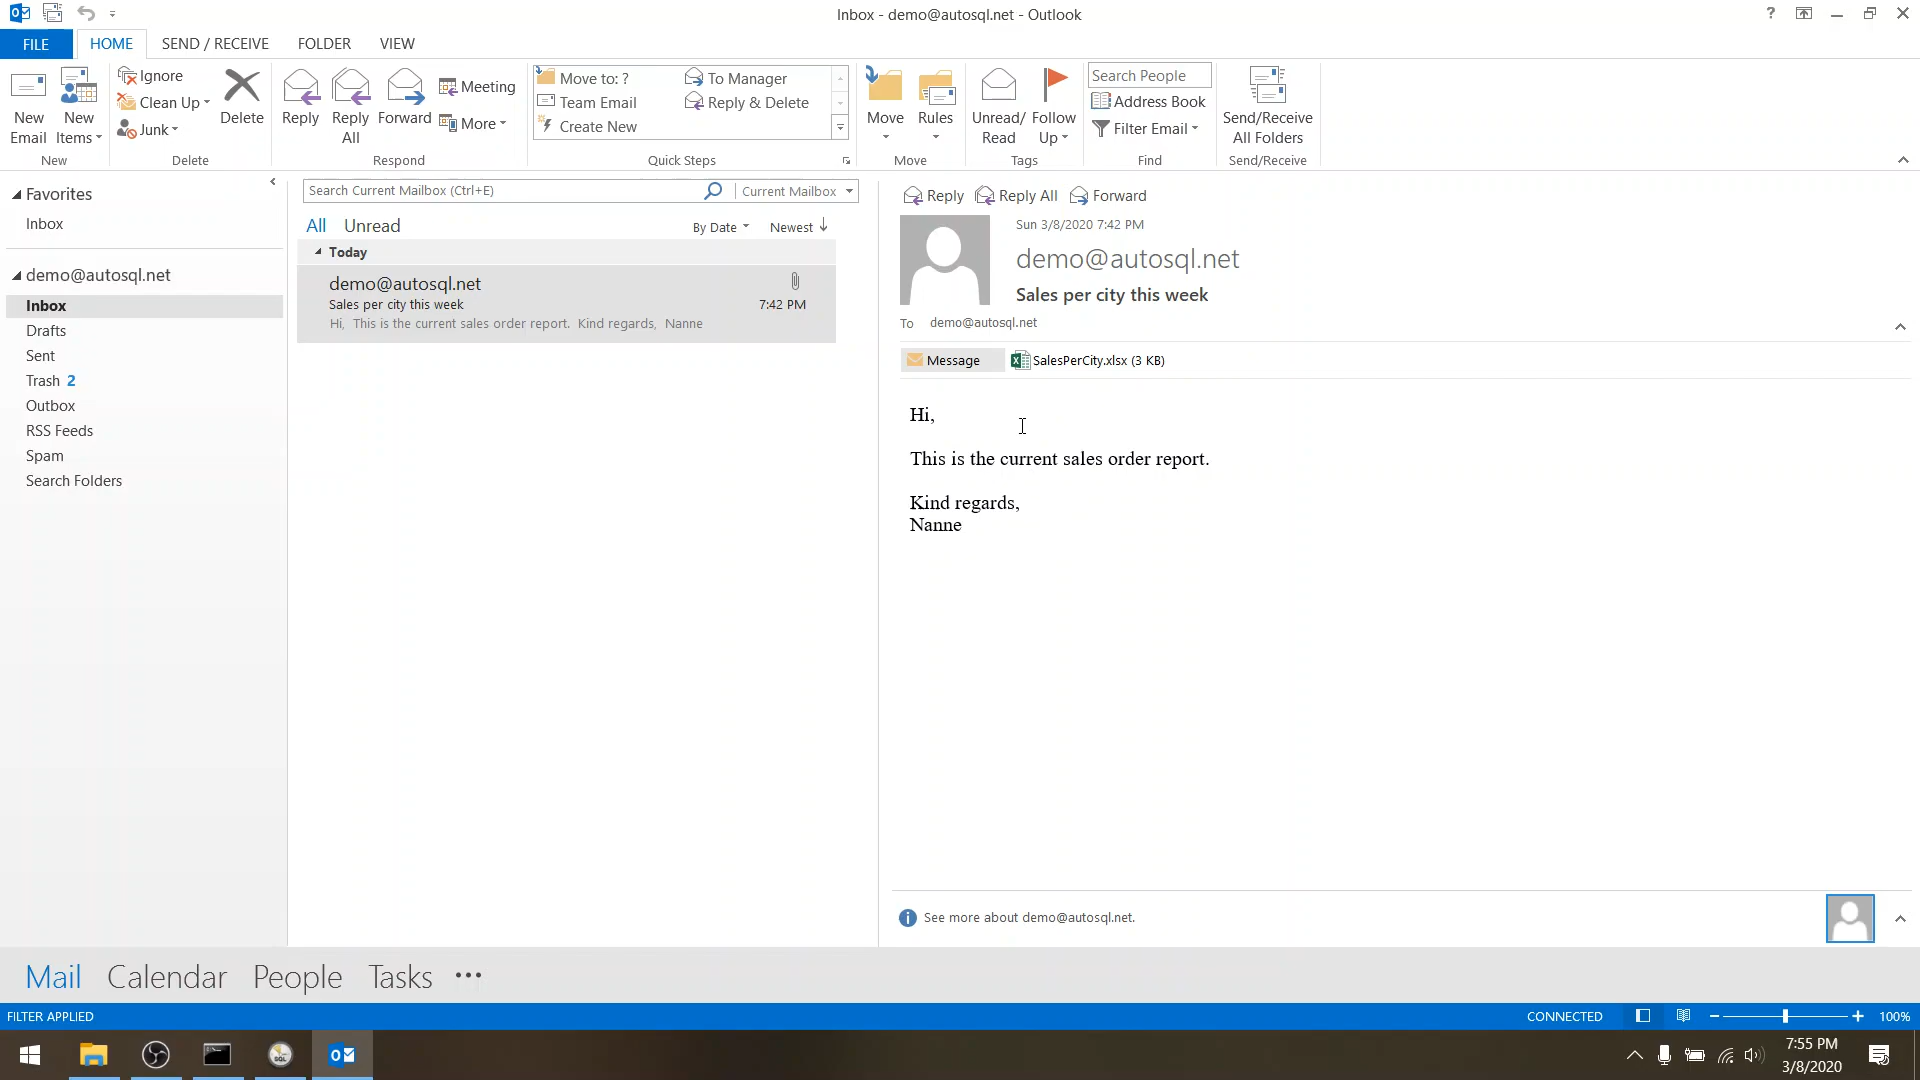 Inbox - demo@autosql.net - Outlook
?
FILE
HOME
SEND / RECEIVE
FOLDER
VIEW
New Email
New Items
New
Ignore
Clean Up
Junk
Delete
Delete
Reply
Reply All
Forward
Meeting
More
Respond
Move to: ?
Team Email
Create New
To Manager
Reply & Delete
Quick Steps
Move
Rules
Move
Unread/ Read
Follow Up
Tags
Search People
Address Book
Filter Email
Find
Send/Receive All Folders
Send/Receive
Favorites
Inbox
demo@autosql.net
Inbox
Drafts
Sent
Trash 2
Outbox
RSS Feeds
Spam
Search Folders
Search Current Mailbox (Ctrl+E)
Current Mailbox
All
Unread
By Date
Newest
Today
demo@autosql.net
Sales per city this week
7:42 PM
Hi, This is the current sales order report. Kind regards, Nanne
Reply
Reply All
Forward
Sun 3/8/2020 7:42 PM
demo@autosql.net
Sales per city this week
To demo@autosql.net
Message
SalesPerCity.xlsx (3 KB)
Hi,
This is the current sales order report.
Kind regards,
Nanne
See more about demo@autosql.net.
Mail
Calendar
People
Tasks
•••
FILTER APPLIED
CONNECTED
100%
SQL
7:55 PM
3/8/2020